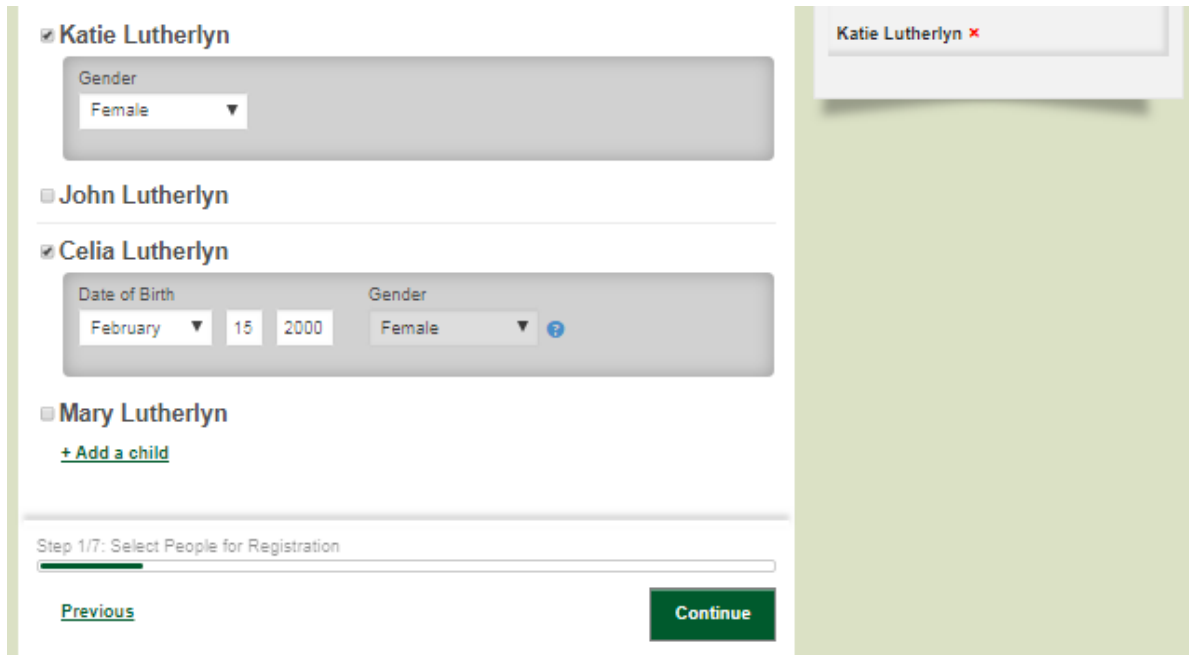 Katie Lutherlyn
Gender
Female
John Lutherlyn
Celia Lutherlyn
Date of Birth Gender
February 15 2000 Female ?
Mary Lutherlyn
+ Add a child
Step 1/7: Select People for Registration
Previous Continue
Katie Lutherlyn ×